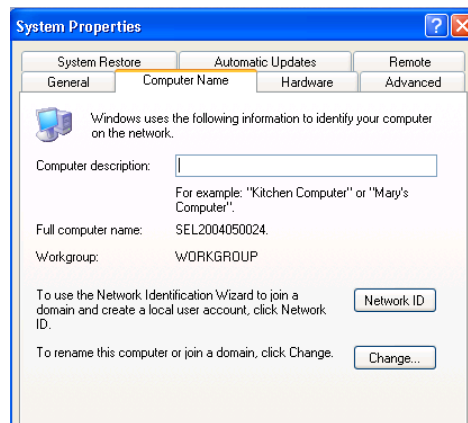 System Properties
System Restore Automatic Updates Remote
General Computer Name Hardware Advanced
Windows uses the following information to identify your computer
on the network.
Computer description:
For example: "Kitchen Computer" or "Mary's
Computer".
Full computer name: SEL2004050024.
Workgroup: WORKGROUP
To use the Network Identification Wizard to join a
domain and create a local user account, click Network
ID.
Network ID
To rename this computer or join a domain, click Change.
Change...